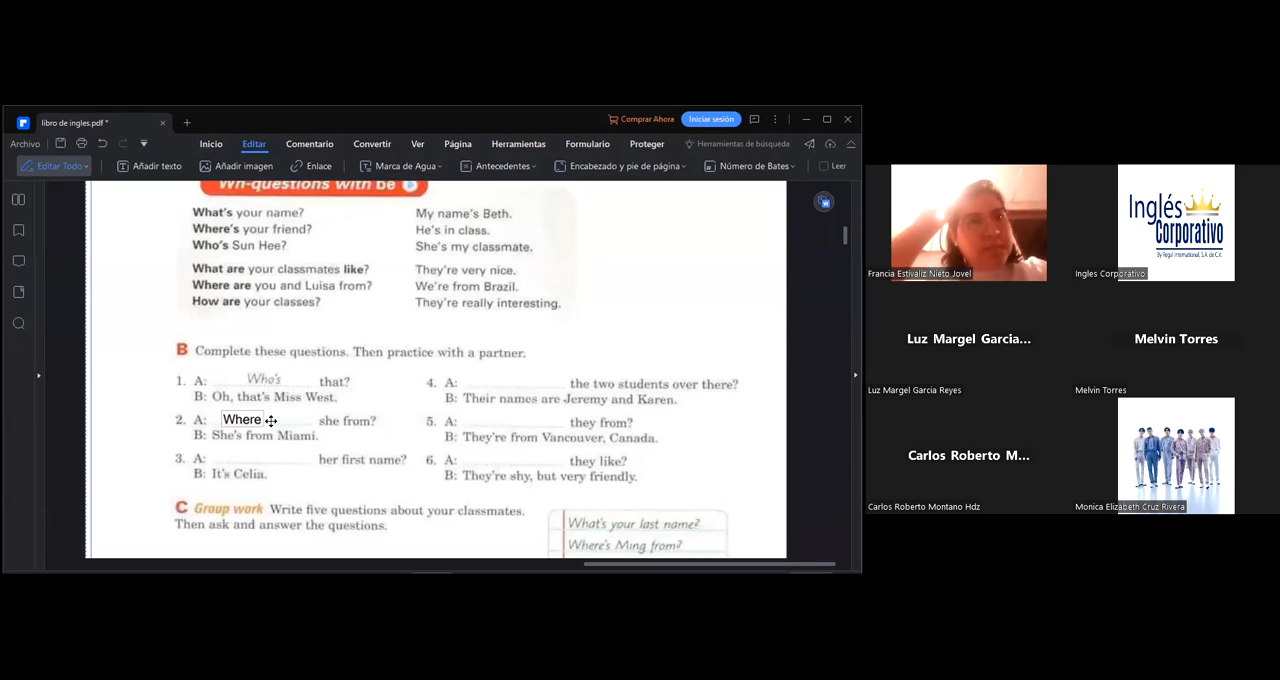 libro de ingles.pdf *
Comprar Ahora
Iniciar sesión
Archivo
Inicio
Editar
Comentario
Convertir
Ver
Página
Herramientas
Formulario
Proteger
Herramientas de búsqueda
Editar Todo
Añadir texto
Añadir imagen
Enlace
Marca de Agua
Antecedentes
Encabezado y pie de página
Número de Bates
Leer
Wh-questions with be
What's your name? My name's Beth.
Where's your friend? He's in class.
Who's Sun Hee? She's my classmate.
What are your classmates like? They're very nice.
Where are you and Luisa from? We're from Brazil.
How are your classes? They're really interesting.
B Complete these questions. Then practice with a partner.
1. A: Who's that?
B: Oh, that's Miss West.
2. A: Where she from?
B: She's from Miami.
3. A: her first name?
B: It's Celia.
4. A: the two students over there?
B: Their names are Jeremy and Karen.
5. A: they from?
B: They're from Vancouver, Canada.
6. A: they like?
B: They're shy, but very friendly.
C Group work Write five questions about your classmates.
Then ask and answer the questions.
What's your last name?
Where's Ming from?
Francia Estivaliz Nieto Jovel
Inglés
Corporativo
By Regal International, S.A. de C.V.
Ingles Corporativo
Luz Margel Garcia...
Luz Margel Garcia Reyes
Melvin Torres
Melvin Torres
Carlos Roberto M...
Carlos Roberto Montano Hdz
Monica Elizabeth Cruz Rivera